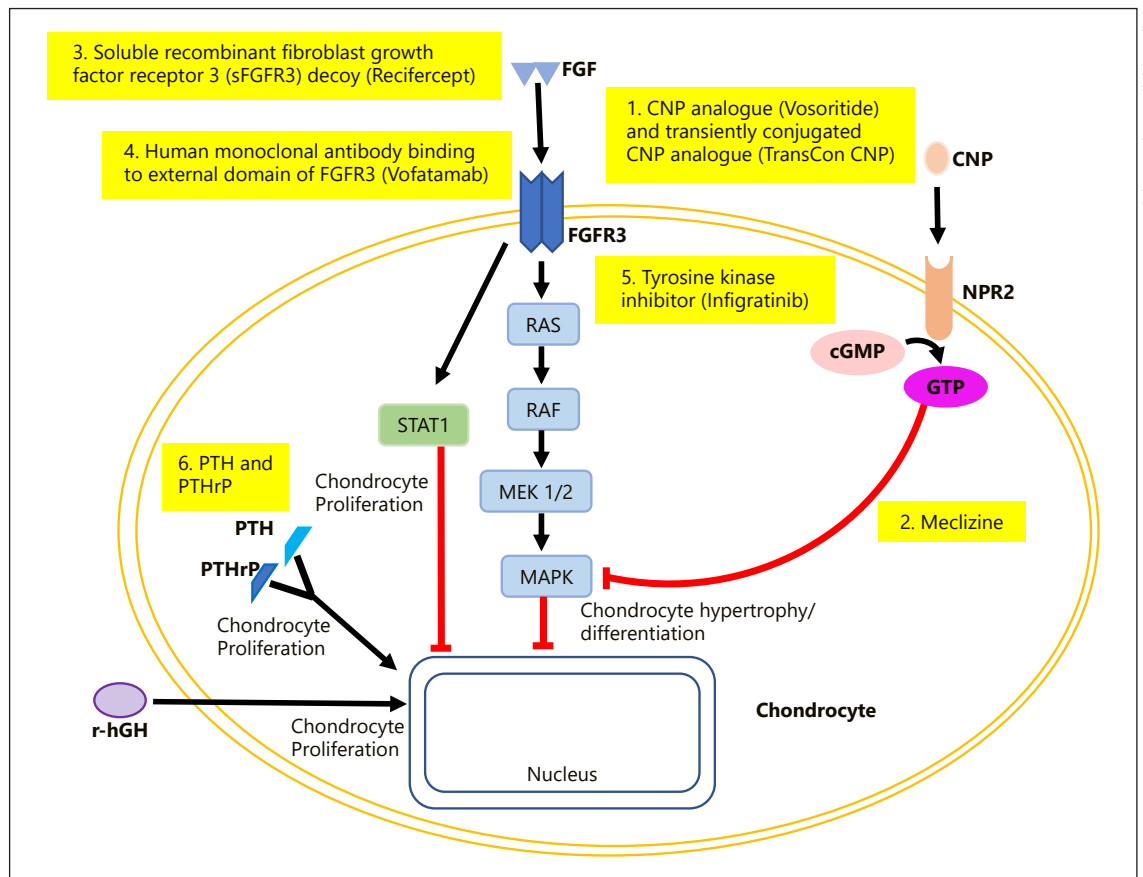 3. Soluble recombinant fibroblast growth
factor receptor 3 (sFGFR3) decoy (Recifercept)
FGF
1. CNP analogue (Vosoritide)
and transiently conjugated
CNP analogue (TransCon CNP)
4. Human monoclonal antibody binding
to external domain of FGFR3 (Vofatamab)
CNP
FGFR3
5. Tyrosine kinase
inhibitor (Infigratinib)
NPR2
RAS
cGMP
GTP
RAF
STAT1
6. PTH and
PTHrP
Chondrocyte
Proliferation
MEK 1/2
2. Meclizine
PTH
PTHrP
MAPK
Chondrocyte hypertrophy/
differentiation
Chondrocyte
Proliferation
r-hGH
Chondrocyte
Proliferation
Chondrocyte
Nucleus